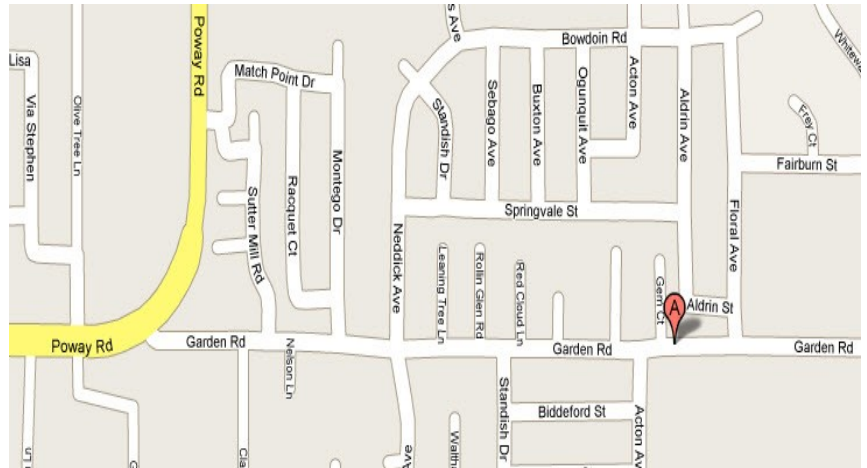 Bowdoin Rd
Whitewa
Lisa
Poway Rd
Match Point Dr
Acton Ave
Via Stephen
Olive Tree Ln
Standish Dr
Sebago Ave
Buxton Ave
Ogunquit Ave
Aldrin Ave
Frey Ct
Fairburn St
Sutter Mill Rd
Racquet Ct
Montego Dr
Springvale St
Floral Ave
Neddick Ave
Leaning Tree Ln
Rollin Glen Rd
Red Cloud Ln
Gem Ct
Aldrin St
A
Poway Rd
Garden Rd
Garden Rd
Garden Rd
Nelson Ln
Standish Dr
Biddeford St
Acton Av
Cla
Walth